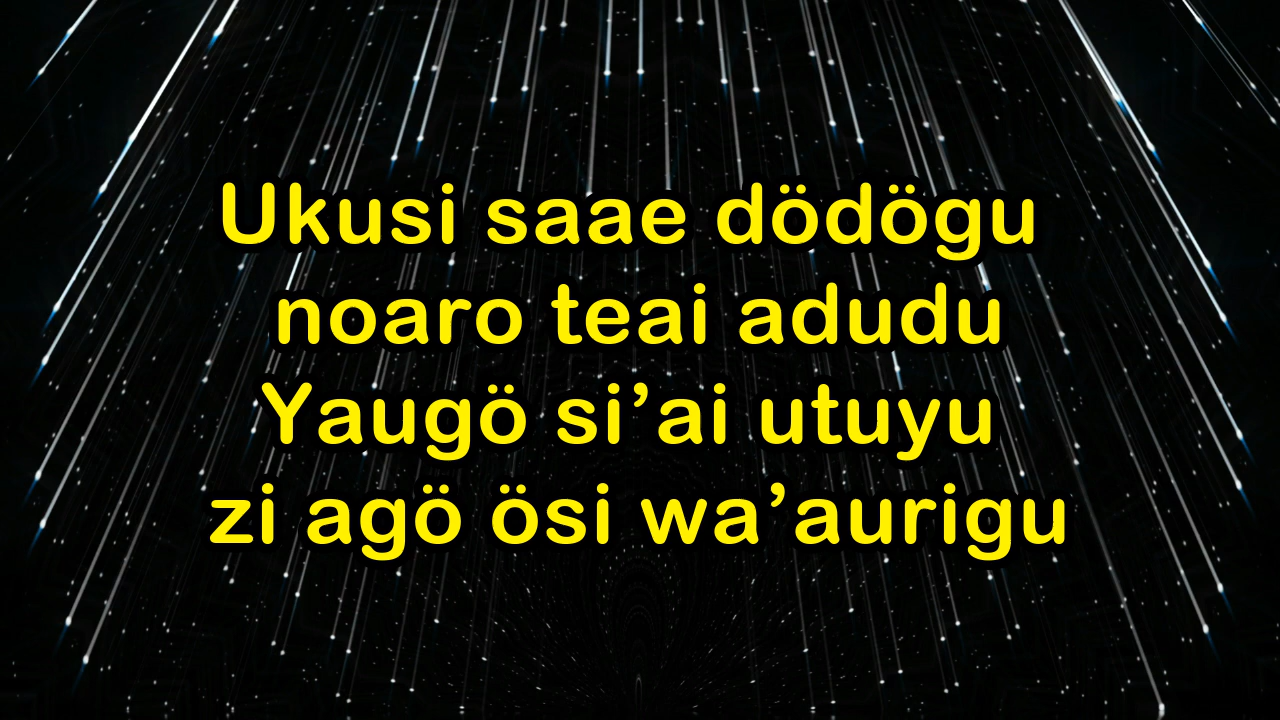 Ukusi saae dödögu
noaro teai adudu
Yaugö si’ai utuyu
zi agö ösi wa’aurigu